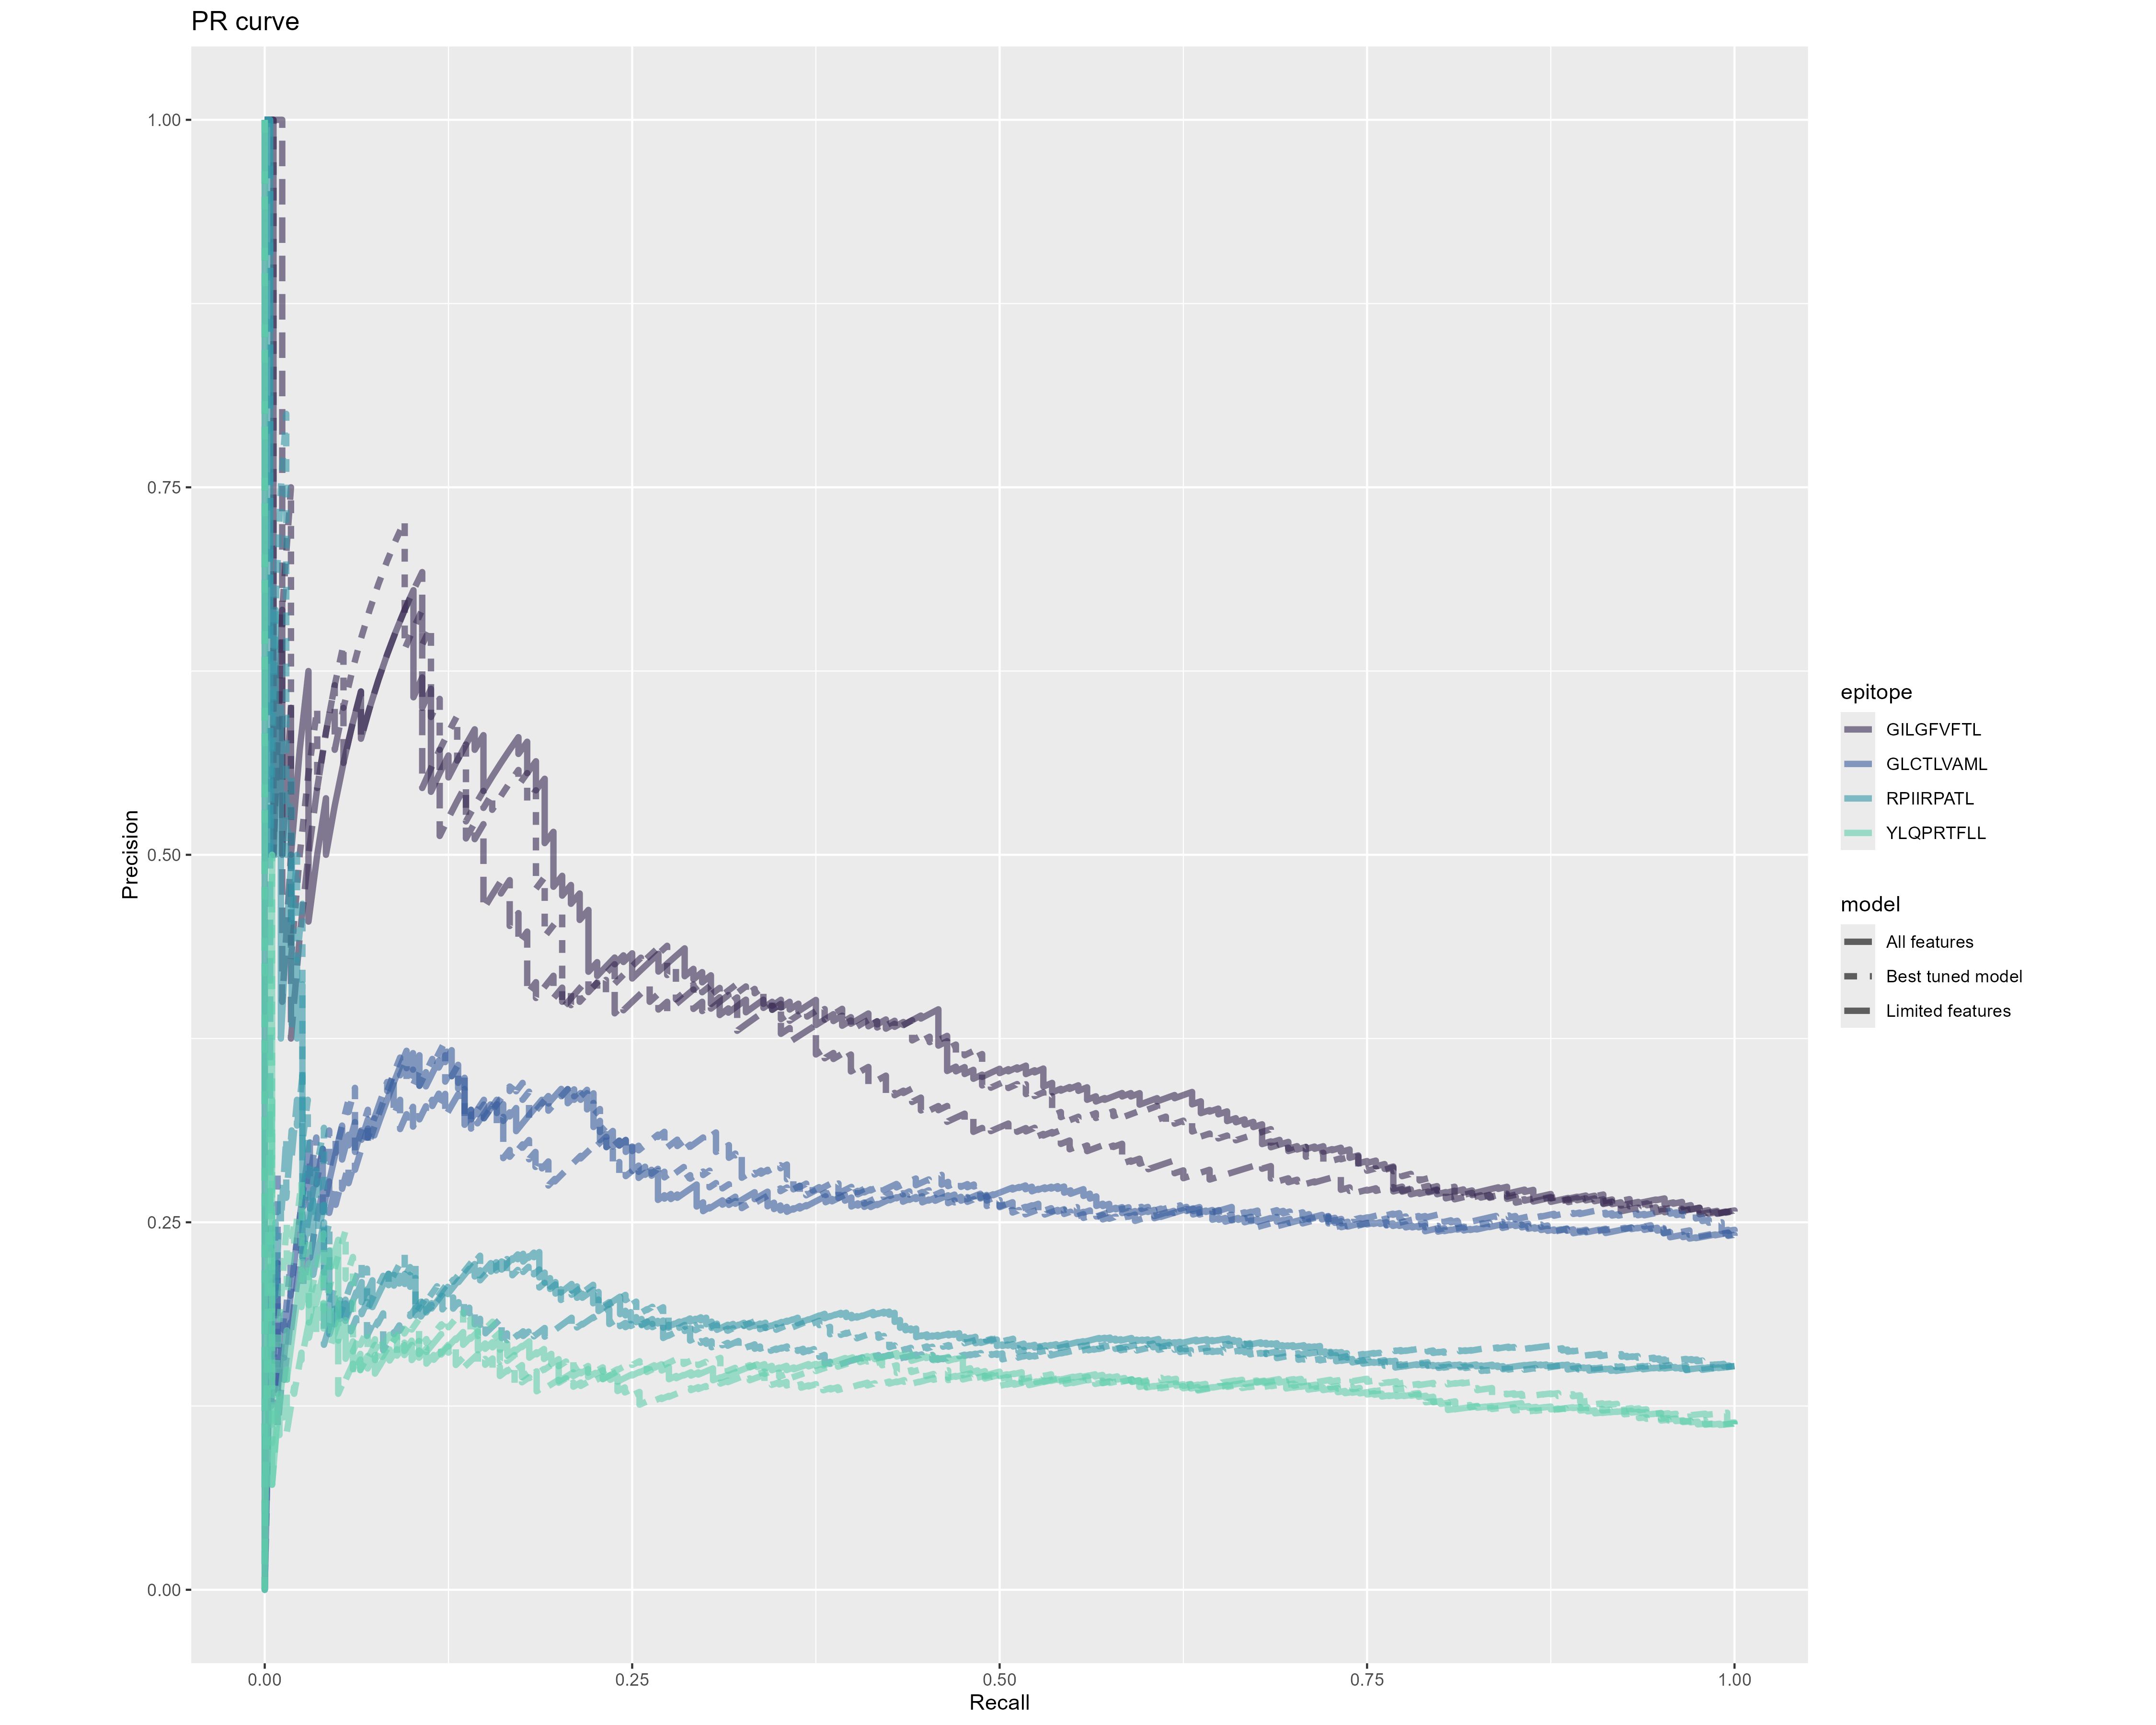 PR curve
1.00
0.75
0.50
0.25
0.00
Precision
0.00 0.25 0.50 0.75 1.00
Recall
epitope
GILGFVFTL
GLCTLVAML
RPIIRPATL
YLQPRTFLL
model
All features
Best tuned model
Limited features